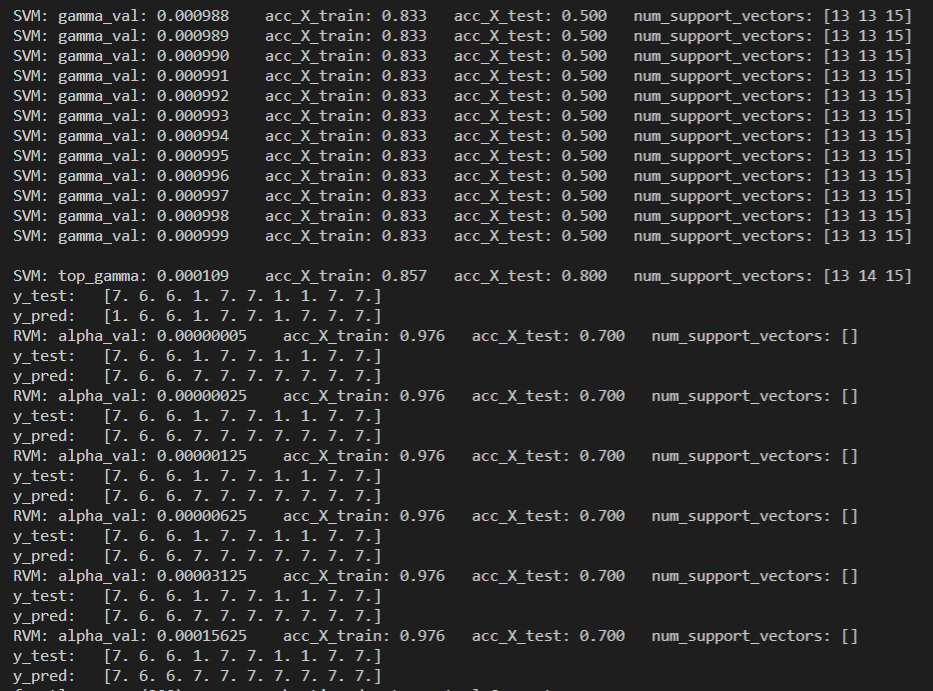 SVM: gamma_val: 0.000988    acc_X_train: 0.833   acc_X_test: 0.500   num_support_vectors: [13 13 15]
SVM: gamma_val: 0.000989    acc_X_train: 0.833   acc_X_test: 0.500   num_support_vectors: [13 13 15]
SVM: gamma_val: 0.000990    acc_X_train: 0.833   acc_X_test: 0.500   num_support_vectors: [13 13 15]
SVM: gamma_val: 0.000991    acc_X_train: 0.833   acc_X_test: 0.500   num_support_vectors: [13 13 15]
SVM: gamma_val: 0.000992    acc_X_train: 0.833   acc_X_test: 0.500   num_support_vectors: [13 13 15]
SVM: gamma_val: 0.000993    acc_X_train: 0.833   acc_X_test: 0.500   num_support_vectors: [13 13 15]
SVM: gamma_val: 0.000994    acc_X_train: 0.833   acc_X_test: 0.500   num_support_vectors: [13 13 15]
SVM: gamma_val: 0.000995    acc_X_train: 0.833   acc_X_test: 0.500   num_support_vectors: [13 13 15]
SVM: gamma_val: 0.000996    acc_X_train: 0.833   acc_X_test: 0.500   num_support_vectors: [13 13 15]
SVM: gamma_val: 0.000997    acc_X_train: 0.833   acc_X_test: 0.500   num_support_vectors: [13 13 15]
SVM: gamma_val: 0.000998    acc_X_train: 0.833   acc_X_test: 0.500   num_support_vectors: [13 13 15]
SVM: gamma_val: 0.000999    acc_X_train: 0.833   acc_X_test: 0.500   num_support_vectors: [13 13 15]
SVM: top_gamma: 0.000109    acc_X_train: 0.857   acc_X_test: 0.800   num_support_vectors: [13 14 15]
y_test:   [7. 6. 6. 1. 7. 7. 1. 1. 7. 7.]
y_pred:   [1. 6. 6. 1. 7. 7. 1. 7. 7. 7.]
RVM: alpha_val: 0.00000005    acc_X_train: 0.976   acc_X_test: 0.700   num_support_vectors: []
y_test:   [7. 6. 6. 1. 7. 7. 1. 1. 7. 7.]
y_pred:   [7. 6. 6. 7. 7. 7. 7. 7. 7. 7.]
RVM: alpha_val: 0.00000025    acc_X_train: 0.976   acc_X_test: 0.700   num_support_vectors: []
y_test:   [7. 6. 6. 1. 7. 7. 1. 1. 7. 7.]
y_pred:   [7. 6. 6. 7. 7. 7. 7. 7. 7. 7.]
RVM: alpha_val: 0.00000125    acc_X_train: 0.976   acc_X_test: 0.700   num_support_vectors: []
y_test:   [7. 6. 6. 1. 7. 7. 1. 1. 7. 7.]
y_pred:   [7. 6. 6. 7. 7. 7. 7. 7. 7. 7.]
RVM: alpha_val: 0.00000625    acc_X_train: 0.976   acc_X_test: 0.700   num_support_vectors: []
y_test:   [7. 6. 6. 1. 7. 7. 1. 1. 7. 7.]
y_pred:   [7. 6. 6. 7. 7. 7. 7. 7. 7. 7.]
RVM: alpha_val: 0.00003125    acc_X_train: 0.976   acc_X_test: 0.700   num_support_vectors: []
y_test:   [7. 6. 6. 1. 7. 7. 1. 1. 7. 7.]
y_pred:   [7. 6. 6. 7. 7. 7. 7. 7. 7. 7.]
RVM: alpha_val: 0.00015625    acc_X_train: 0.976   acc_X_test: 0.700   num_support_vectors: []
y_test:   [7. 6. 6. 1. 7. 7. 1. 1. 7. 7.]
y_pred:   [7. 6. 6. 7. 7. 7. 7. 7. 7. 7.]